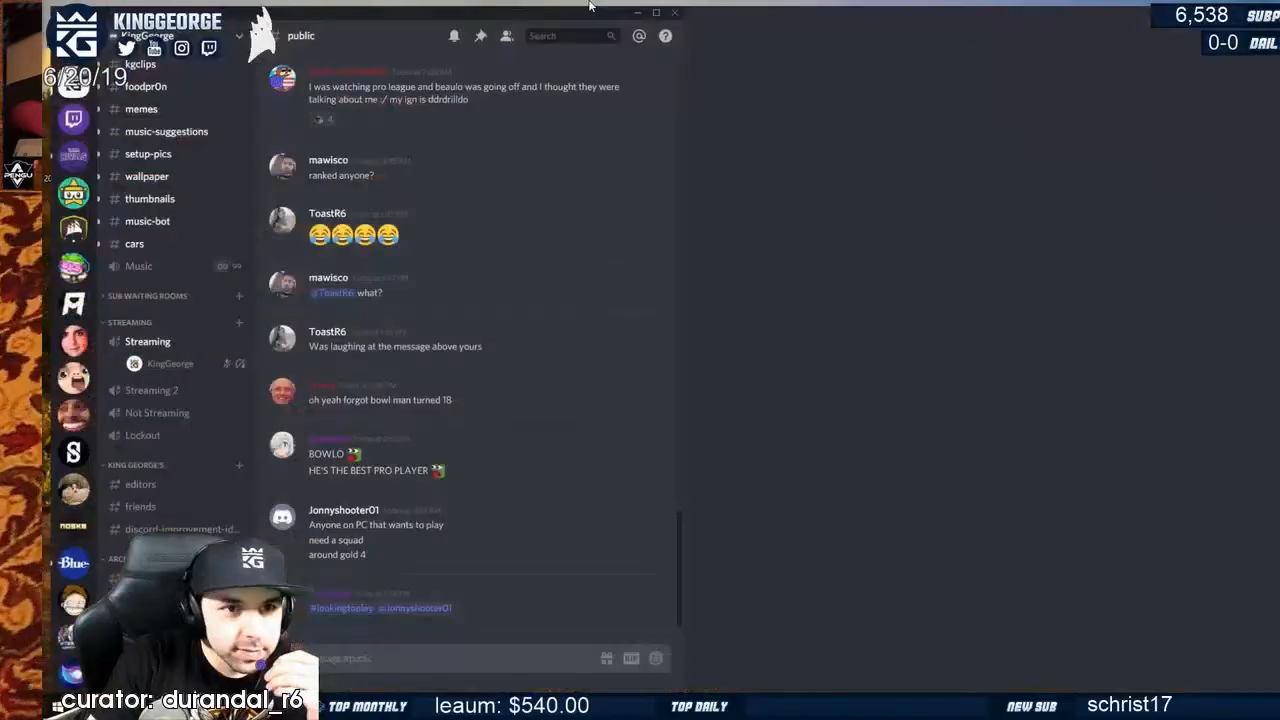 KINGGEORGE
KingGeorge
6/20/19
PENGU
kgclips
foodpr0n
memes
music-suggestions
setup-pics
wallpaper
thumbnails
music-bot
cars
Music
SUB WAITING ROOMS
STREAMING
Streaming
KingGeorge
Streaming 2
Not Streaming
Lockout
KING GEORGE'S
editors
friends
discord-improvement-id...
public
Search
I was watching pro league and beaulo was going off and I thought they were
talking about me :/ my ign is ddrdrilldo
4
mawisco
ranked anyone?
ToastR6
😂😂😂😂
mawisco
@ToastR6 what?
ToastR6
Was laughing at the message above yours
oh yeah forgot bowl man turned 18
BOWLO
HE'S THE BEST PRO PLAYER
Jonnyshooter01
Anyone on PC that wants to play
need a squad
around gold 4
#lookingtoplay @Jonnyshooter01
GIF
Blue
NOSKS
6,538 SUBP
0-0 DAIL
curator: durandal_r6
TOP MONTHLY
leaum: $540.00
TOP DAILY
NEW SUB
schrist17